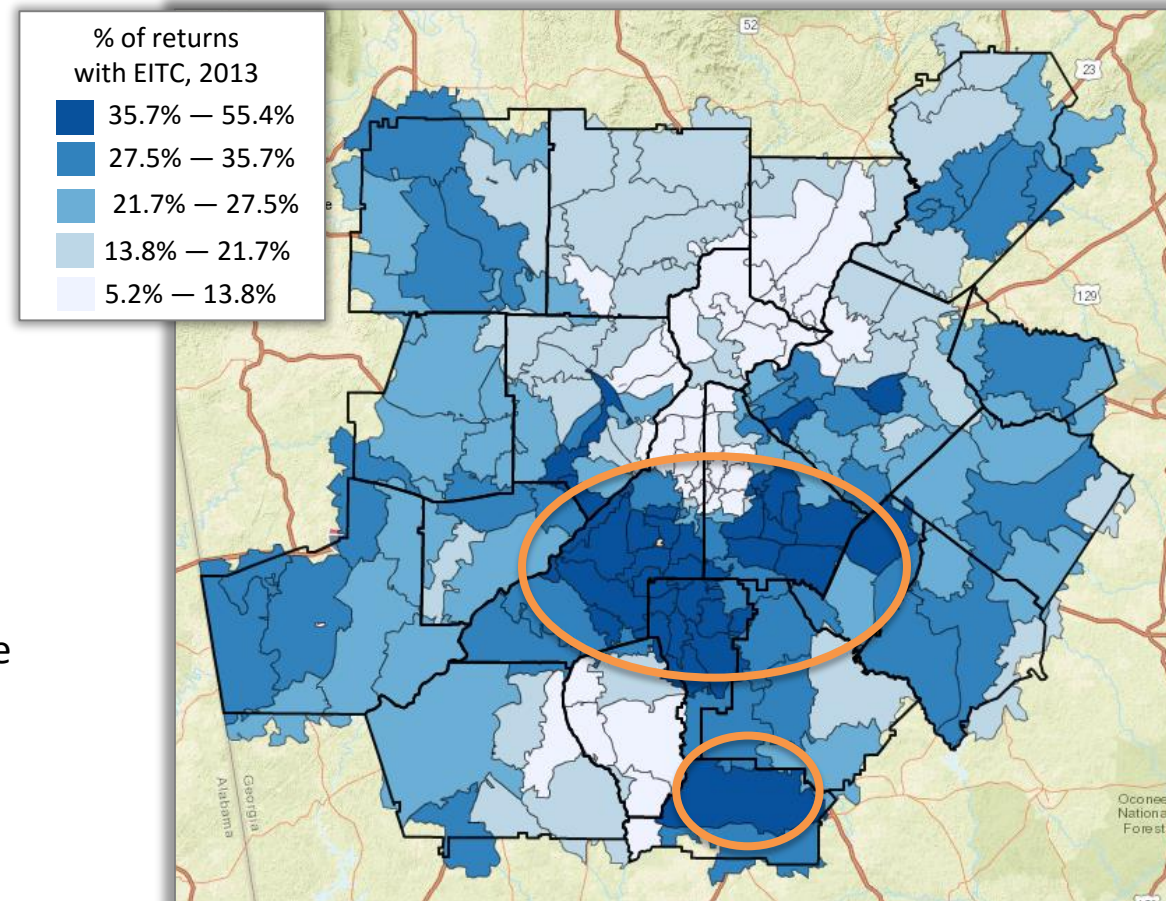 % of returns
with EITC, 2013
35.7% — 55.4%
27.5% — 35.7%
21.7% — 27.5%
13.8% — 21.7%
5.2% — 13.8%
52
23
129
e
e
Alabama
Georgia
Oconee
National
Forest